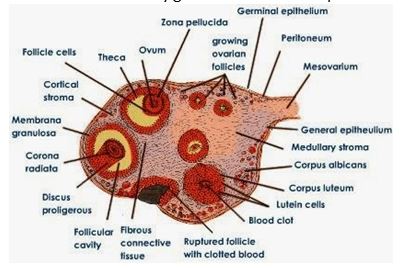 Zona pellucida
Germinal epithelium
Follicle cells
Theca
Ovum
growing
ovarian
follicles
Peritoneum
Mesovarium
Cortical
stroma
Membrana
granulosa
General epitheulium
Medullary stroma
Corona
radiata
Corpus albicans
Corpus luteum
Discus
proligerous
Lutein cells
Blood clot
Follicular
cavity
Fibrous
connective
tissue
Ruptured follicle
with clotted blood